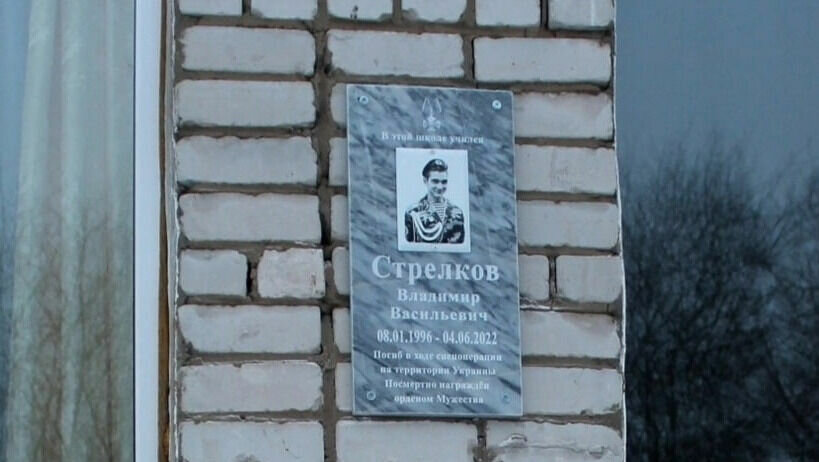 В этой школе учился
Стрелков
Владимир
Васильевич
08.01.1996 - 04.06.2022
Погиб в ходе спецоперации
на территории Украины
Посмертно награждён
орденом Мужества